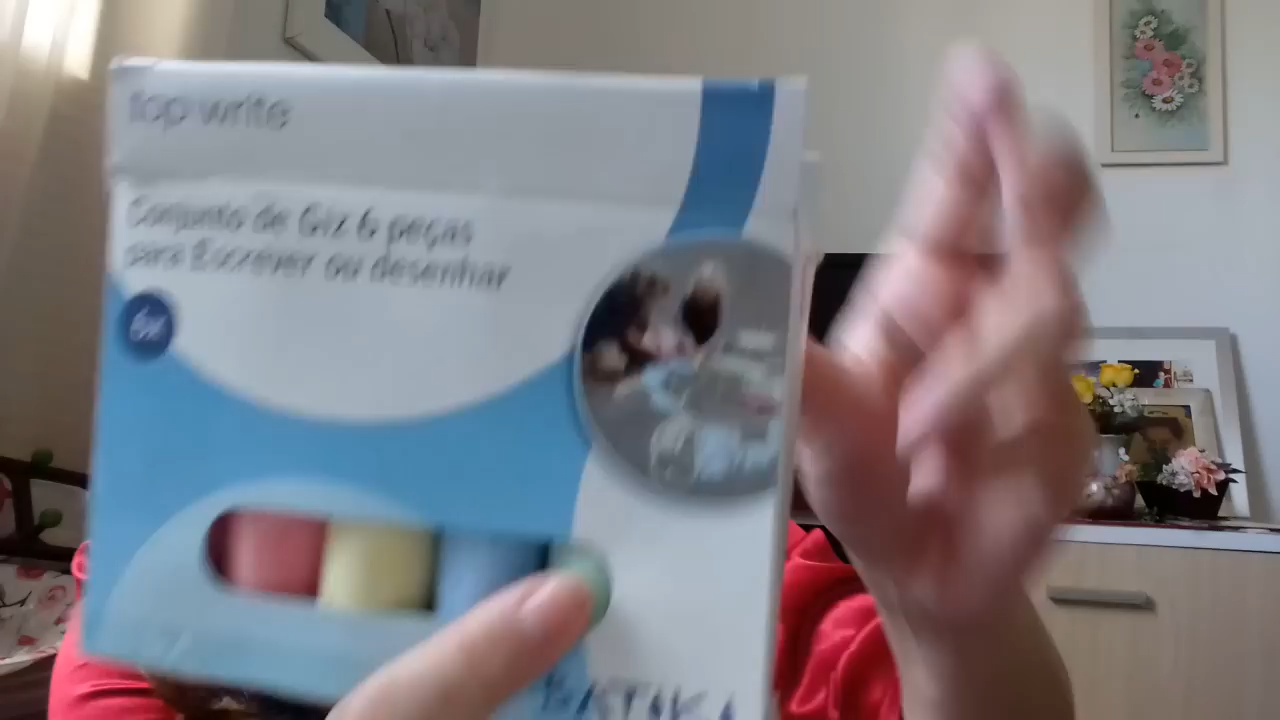 top write
Conjunto de Giz 6 peças
para Escrever ou desenhar